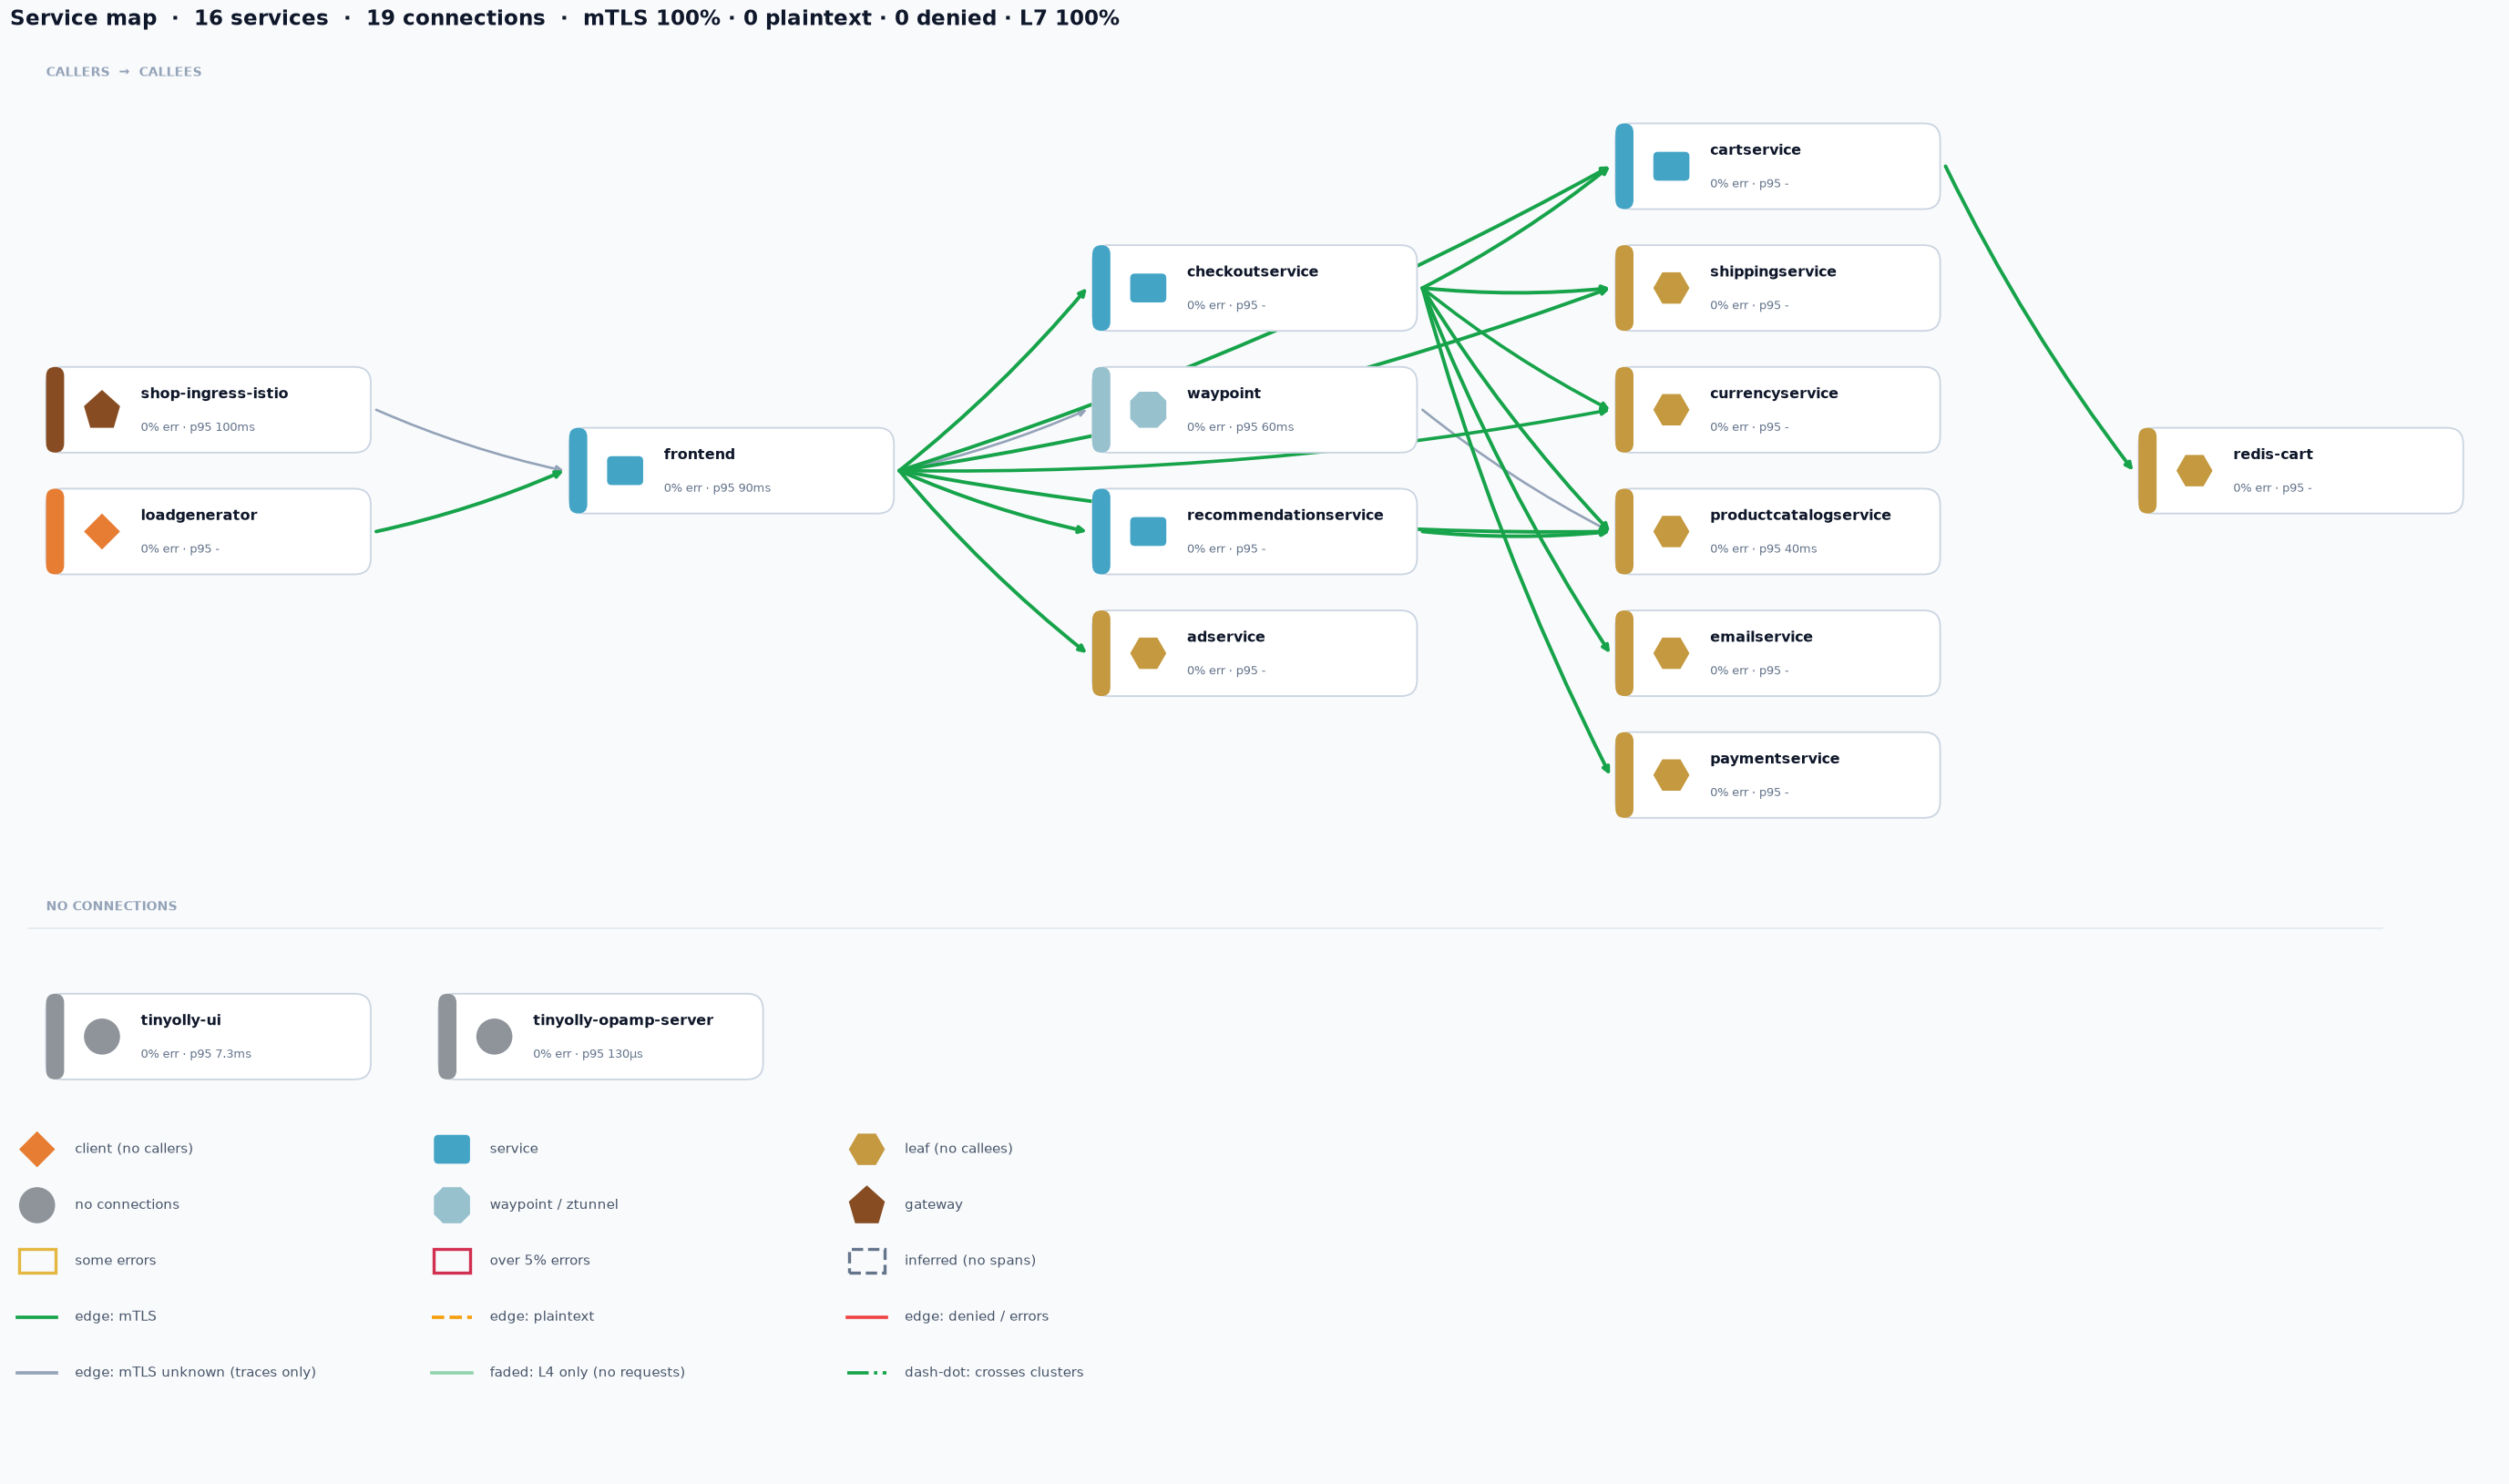 Service map · 16 services · 19 connections · mTLS 100% · 0 plaintext · 0 denied · L7 100%
CALLERS → CALLEES
cartservice
0% err · p95 -
checkoutservice
0% err · p95 -
shippingservice
0% err · p95 -
shop-ingress-istio
0% err · p95 100ms
waypoint
0% err · p95 60ms
currencyservice
0% err · p95 -
frontend
0% err · p95 90ms
redis-cart
0% err · p95 -
loadgenerator
0% err · p95 -
recommendationservice
0% err · p95 -
productcatalogservice
0% err · p95 40ms
adservice
0% err · p95 -
emailservice
0% err · p95 -
paymentservice
0% err · p95 -
NO CONNECTIONS
tinyolly-ui
0% err · p95 7.3ms
tinyolly-opamp-server
0% err · p95 130µs
client (no callers)
service
leaf (no callees)
no connections
waypoint / ztunnel
gateway
some errors
over 5% errors
inferred (no spans)
edge: mTLS
edge: plaintext
edge: denied / errors
edge: mTLS unknown (traces only)
faded: L4 only (no requests)
dash-dot: crosses clusters